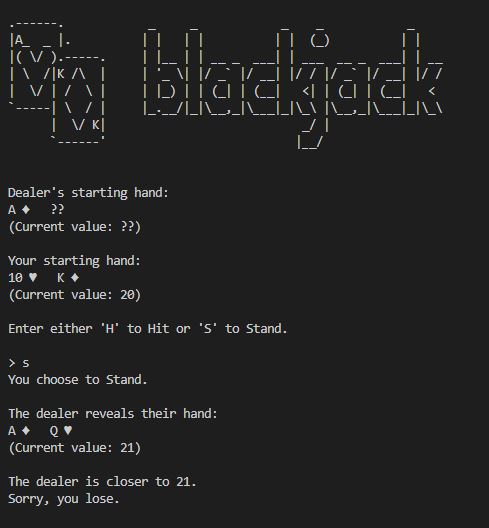 blackjack
A
K
K
Dealer's starting hand:
A ♦   ??
(Current value: ??)
Your starting hand:
10 ♥   K ♦
(Current value: 20)
Enter either 'H' to Hit or 'S' to Stand.
> s
You choose to Stand.
The dealer reveals their hand:
A ♦   Q ♥
(Current value: 21)
The dealer is closer to 21.
Sorry, you lose.